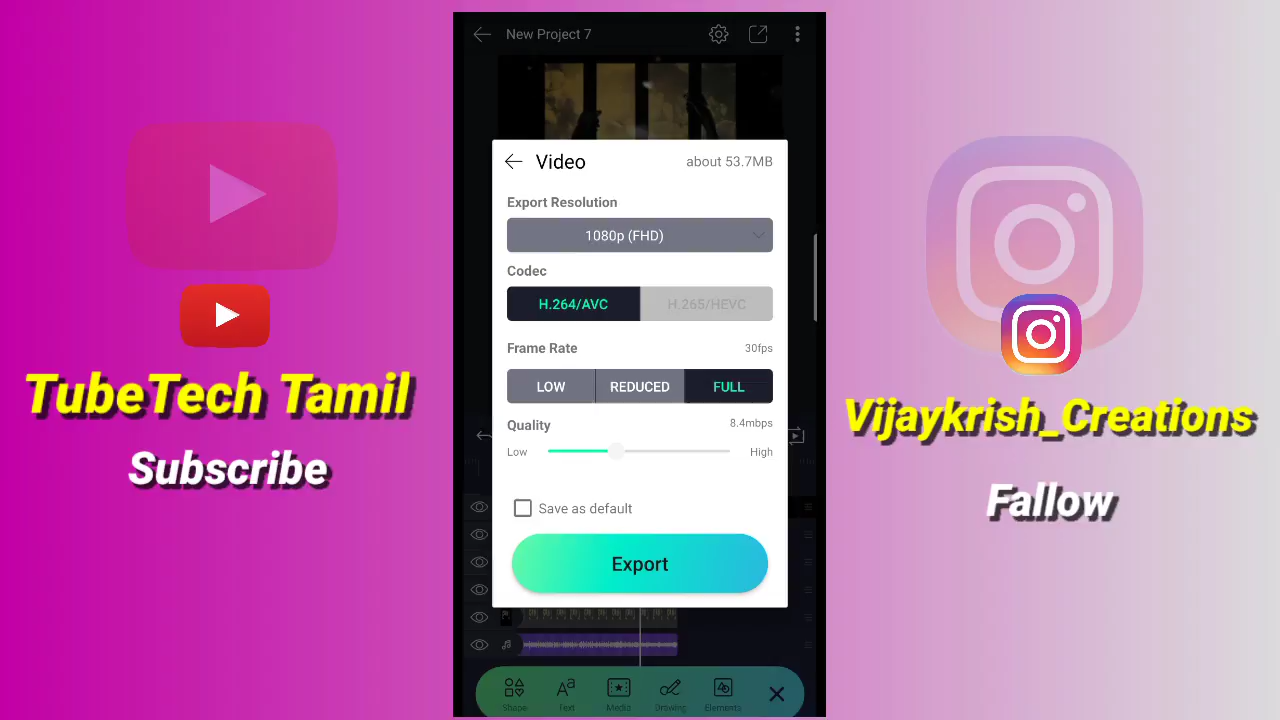 New Project 7
Video
about 53.7MB
Export Resolution
1080p (FHD)
Codec
H.264/AVC
H.265/HEVC
Frame Rate
30fps
LOW
REDUCED
FULL
Quality
8.4mbps
Low
High
Save as default
Export
Shape
Text
Media
Drawing
Elements
TubeTech Tamil
Subscribe
Vijaykrish_Creations
Fallow